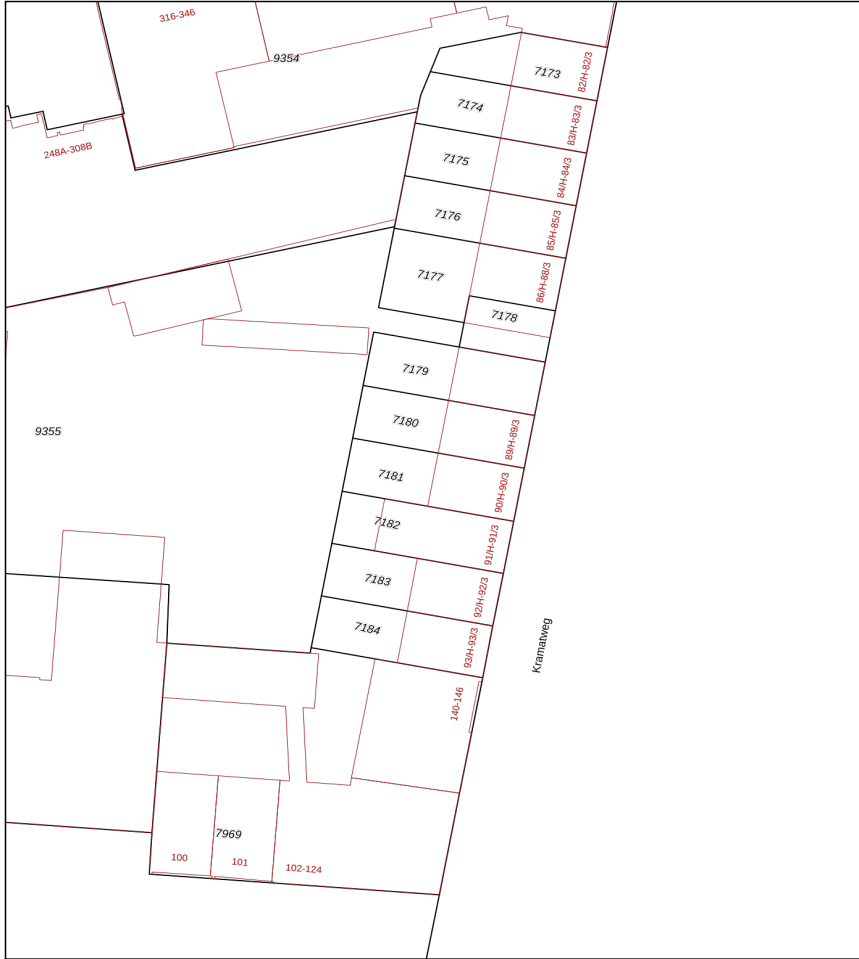 316-346
9354
7173
82/H-82/3
7174
83/H-83/3
248A-308B
7175
84/H-84/3
7176
85/H-85/3
7177
86/H-88/3
7178
7179
9355
7180
89/H-89/3
7181
90/H-90/3
7182
91/H-91/3
7183
92/H-92/3
7184
93/H-93/3
Kramatweg
140-146
7969
100
101
102-124